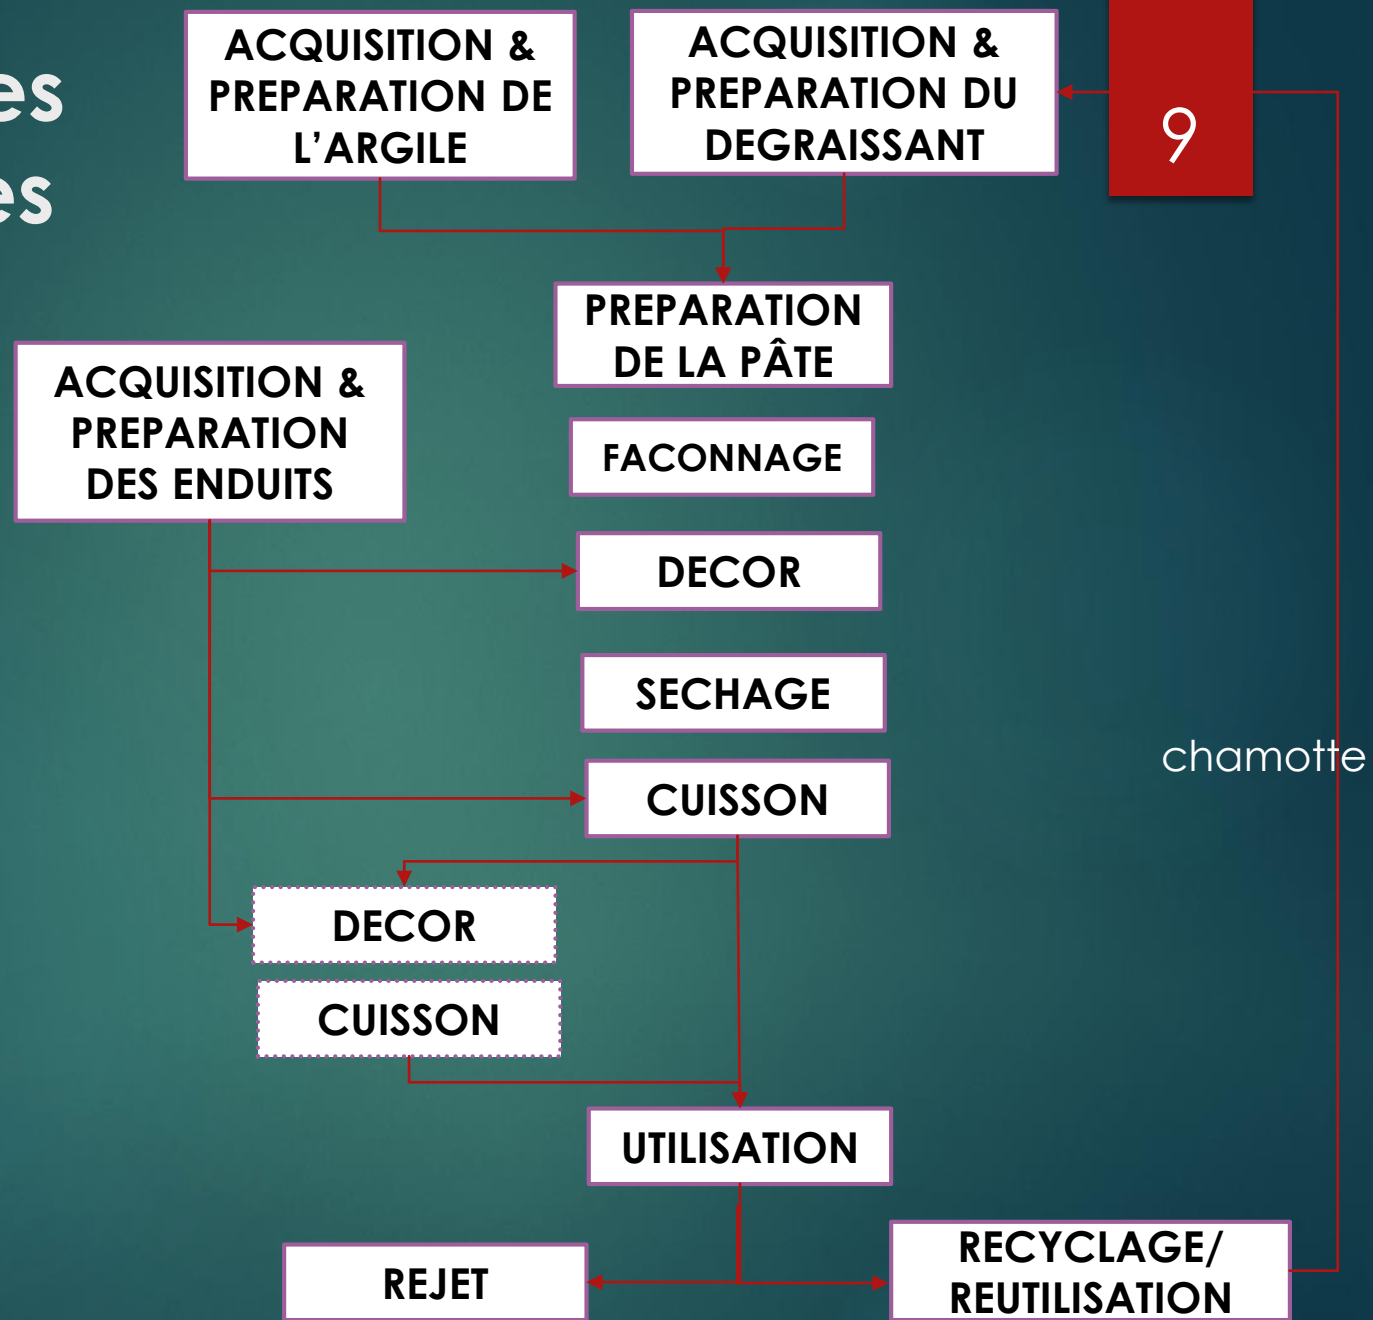 ACQUISITION &
PREPARATION DE
L'ARGILE
ACQUISITION &
PREPARATION DU
DEGRAISSANT
9
PREPARATION
DE LA PÂTE
ACQUISITION &
PREPARATION
DES ENDUITS
FACONNAGE
DECOR
SECHAGE
chamotte
CUISSON
DECOR
CUISSON
UTILISATION
REJET
RECYCLAGE/
REUTILISATION